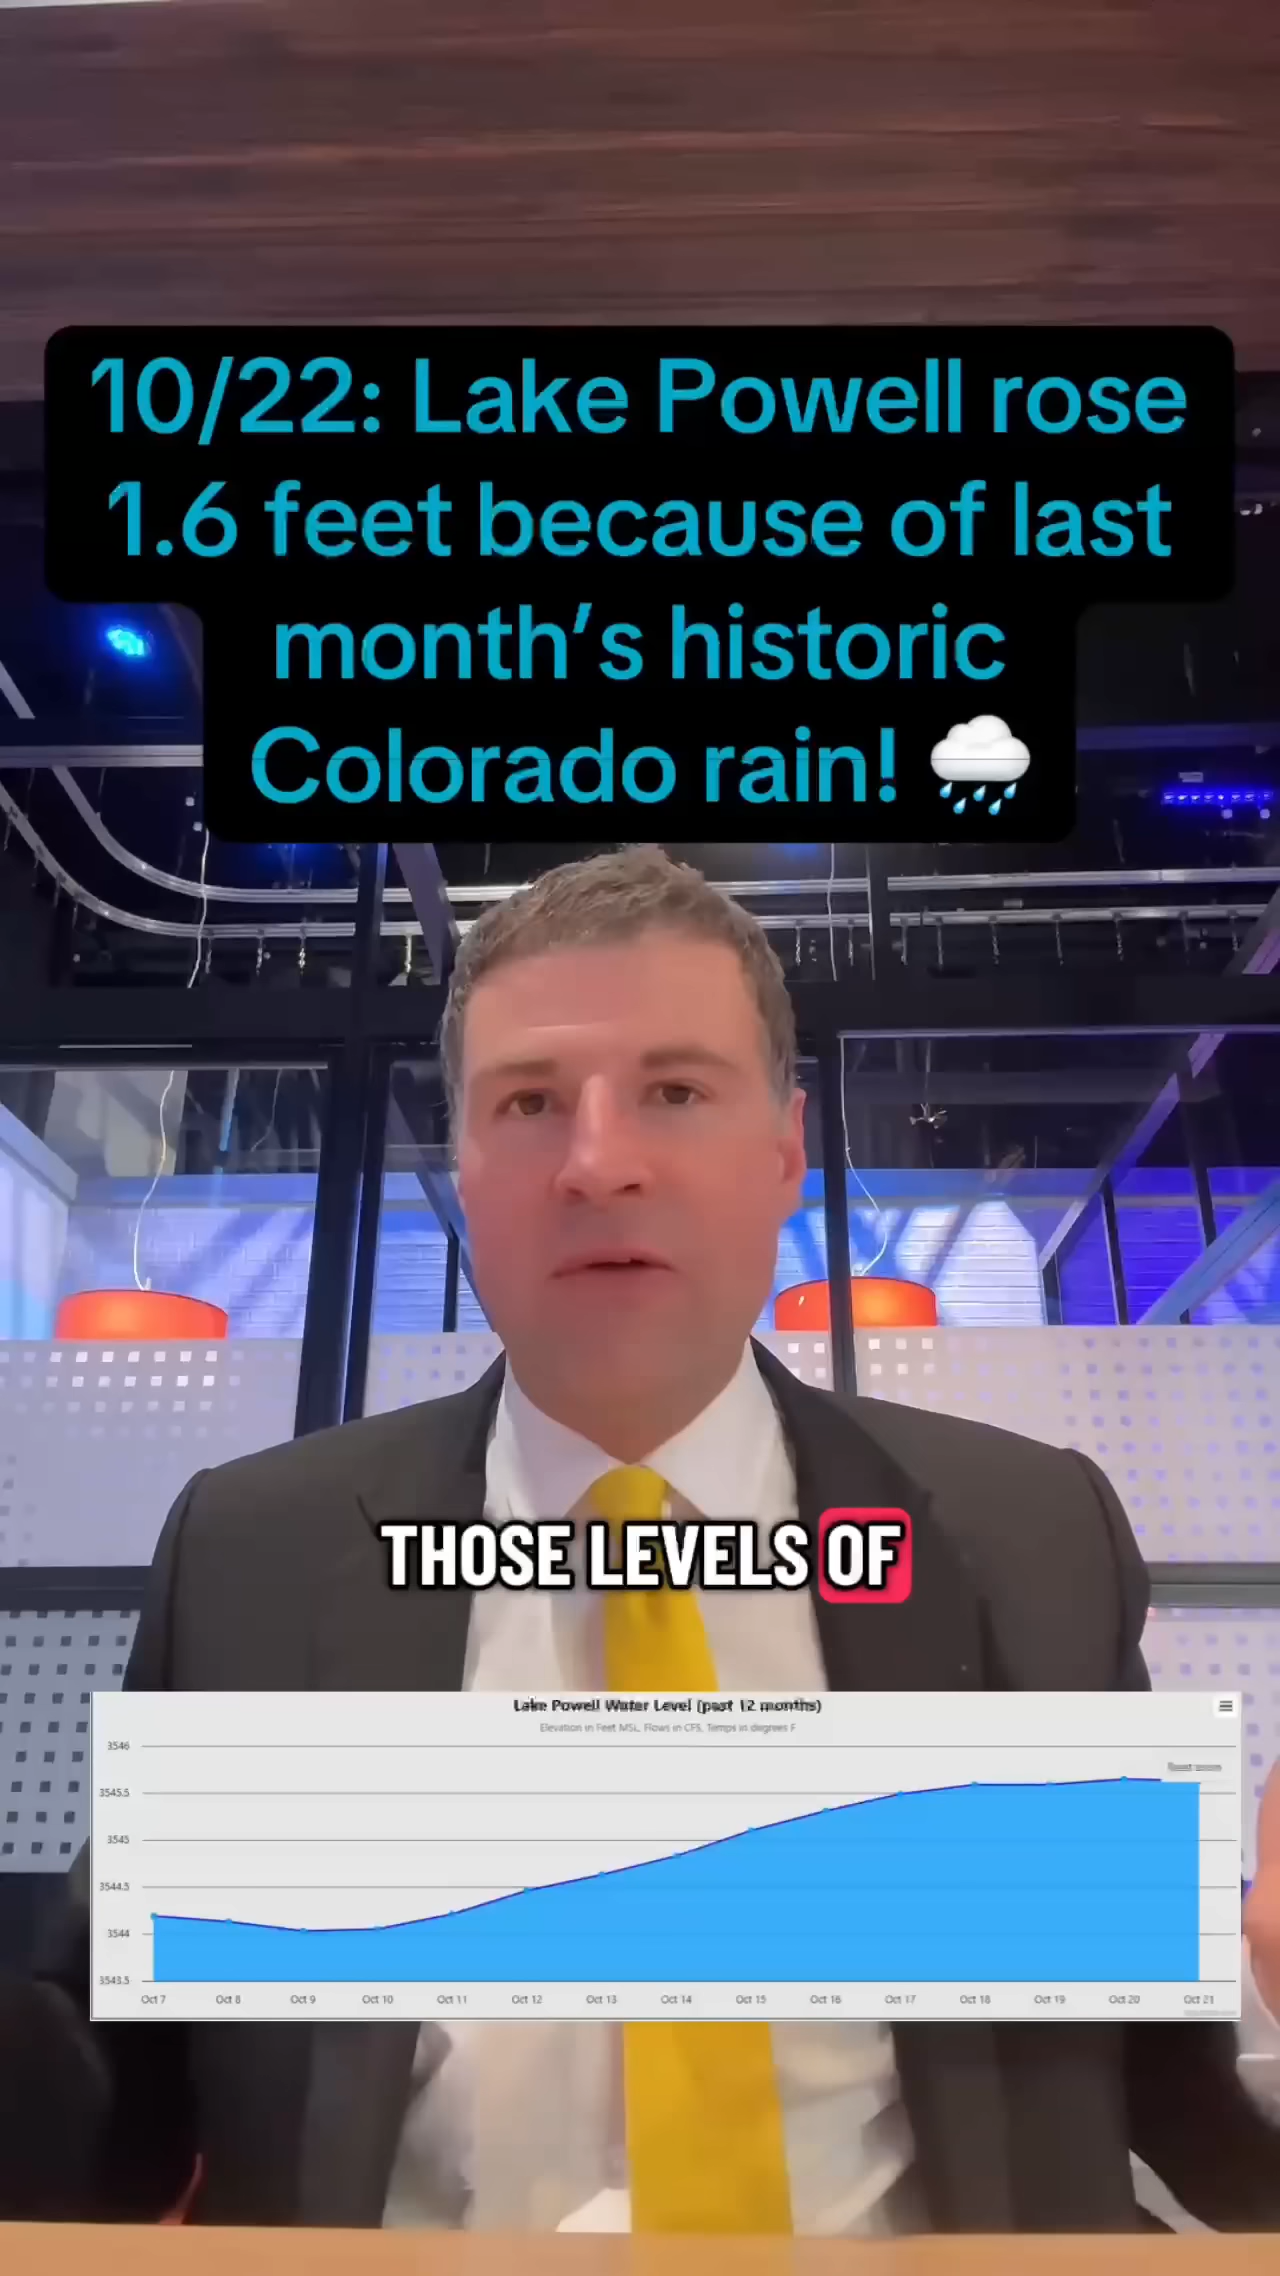 10/22: Lake Powell rose
1.6 feet because of last
month’s historic
Colorado rain! 🌧️
THOSE LEVELS OF
Lake Powell Water Level (past 12 months)
Elevation in Feet MSL, Flows in CFS, Temps in degrees F
3546
Reset zoom
3545.5
3545
3544.5
3544
3543.5
Oct 7 Oct 8 Oct 9 Oct 10 Oct 11 Oct 12 Oct 13 Oct 14 Oct 15 Oct 16 Oct 17 Oct 18 Oct 19 Oct 20 Oct 21